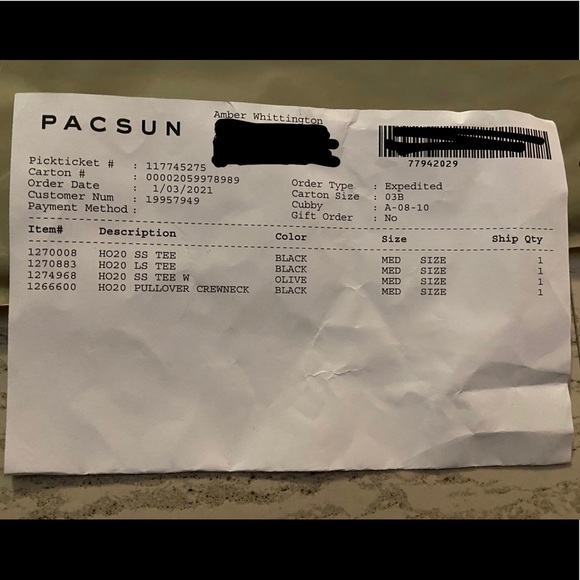 PACSUN
Amber Whittington
77942029
Pickticket # : 117745275
Carton # : 00002059978989
Order Date : 1/03/2021
Customer Num : 19957949
Payment Method :
Order Type : Expedited
Carton Size : 03B
Cubby : A-08-10
Gift Order : No
Item# Description Color Size Ship Qty
1270008 HO20 SS TEE BLACK MED SIZE 1
1270883 HO20 LS TEE BLACK MED SIZE 1
1274968 HO20 SS TEE W OLIVE MED SIZE 1
1266600 HO20 PULLOVER CREWNECK BLACK MED SIZE 1